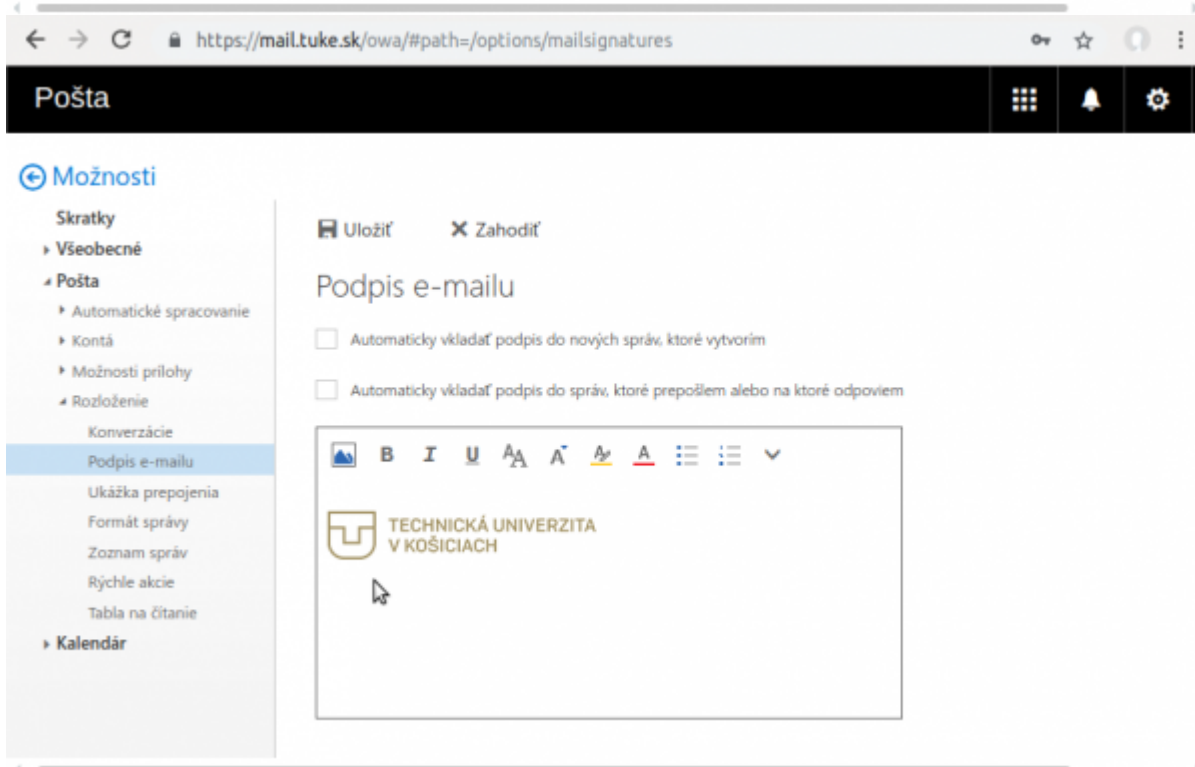 https://mail.tuke.sk/owa/#path=/options/mailsignatures
Pošta
Možnosti
Skratky
Všeobecné
Pošta
Automatické spracovanie
Kontá
Možnosti prílohy
Rozloženie
Konverzácie
Podpis e-mailu
Ukážka prepojenia
Formát správy
Zoznam správ
Rýchle akcie
Tabla na čítanie
Kalendár
Uložiť Zahodiť
Podpis e-mailu
Automaticky vkladať podpis do nových správ, ktoré vytvorím
Automaticky vkladať podpis do správ, ktoré prepošlem alebo na ktoré odpoviem
B I U AA A A
TECHNICKÁ UNIVERZITA
V KOŠICIACH